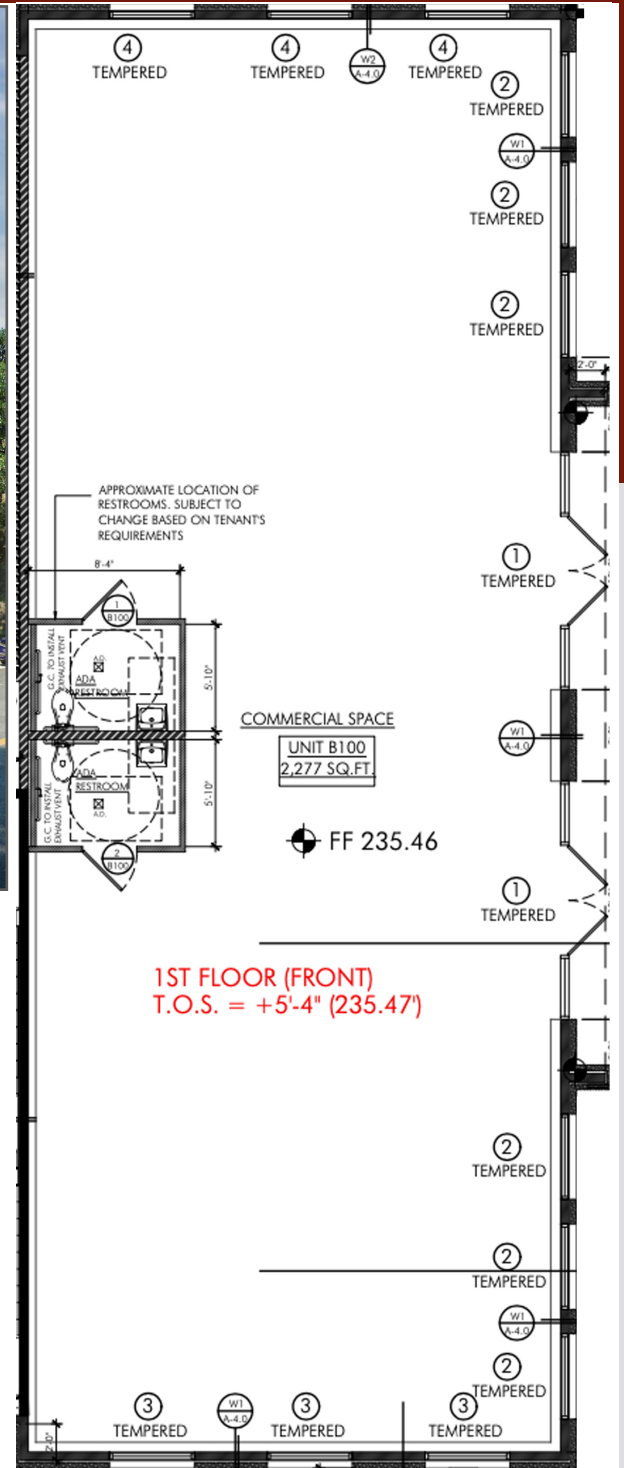 4
TEMPERED
4
TEMPERED
W2
A-4.0
4
TEMPERED
2
TEMPERED
W1
A-4.0
2
TEMPERED
2
TEMPERED
2'-0"
APPROXIMATE LOCATION OF
RESTROOMS. SUBJECT TO
CHANGE BASED ON TENANT'S
REQUIREMENTS
8'-4"
1
TEMPERED
1
B100
G.C. TO INSTALL
EXHAUST VENT
A.D.
ADA
RESTROOM
5'-10"
COMMERCIAL SPACE
UNIT B100
2,277 SQ.FT.
W1
A-4.0
ADA
RESTROOM
A.D.
G.C. TO INSTALL
EXHAUST VENT
5'-10"
2
B100
FF 235.46
1
TEMPERED
1ST FLOOR (FRONT)
T.O.S. = +5'-4" (235.47')
2
TEMPERED
2
TEMPERED
W1
A-4.0
2
TEMPERED
3
TEMPERED
W1
A-4.0
3
TEMPERED
3
TEMPERED
2'-0"